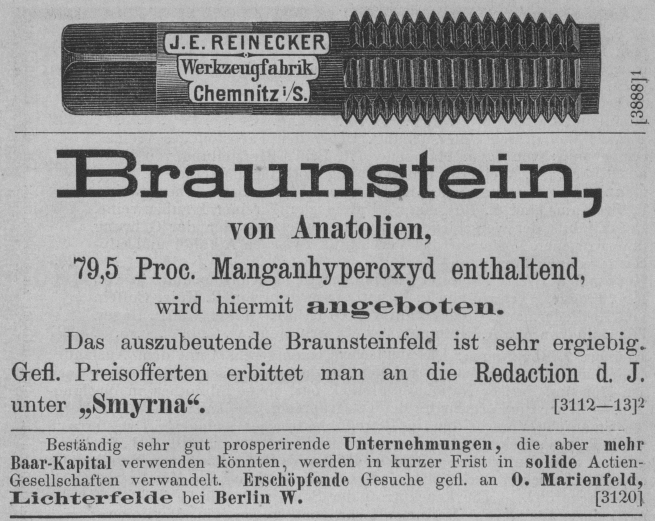 J. E. REINECKER
Werkzeugfabrik
Chemnitz i/S.
[3888]1
Braunstein,
von Anatolien,
79,5 Proc. Manganhyperoxyd enthaltend,
wird hiermit angeboten.
Das auszubeutende Braunsteinfeld ist sehr ergiebig.
Gefl. Preisofferten erbittet man an die Redaction d. J.
unter „Smyrna“. [3112—13]2
Beständig sehr gut prosperirende Unternehmungen, die aber mehr
Baar-Kapital verwenden könnten, werden in kurzer Frist in solide Actien-
Gesellschaften verwandelt. Erschöpfende Gesuche gefl. an O. Marienfeld,
Lichterfelde bei Berlin W. [3120]